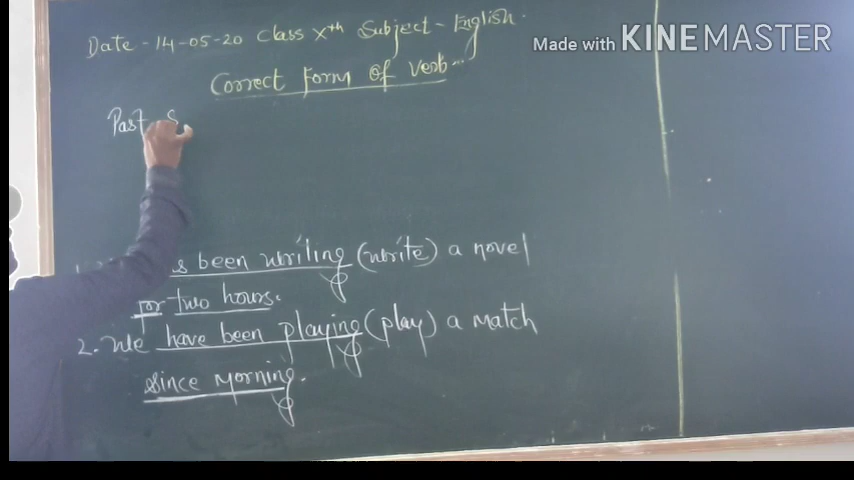 Date - 14-05-20 Class Xth Subject - English.
Made with KINEMASTER
Correct Form of Verb
Past S
been writing (write) a novel
for two hours.
2. We have been playing (play) a match
since morning.